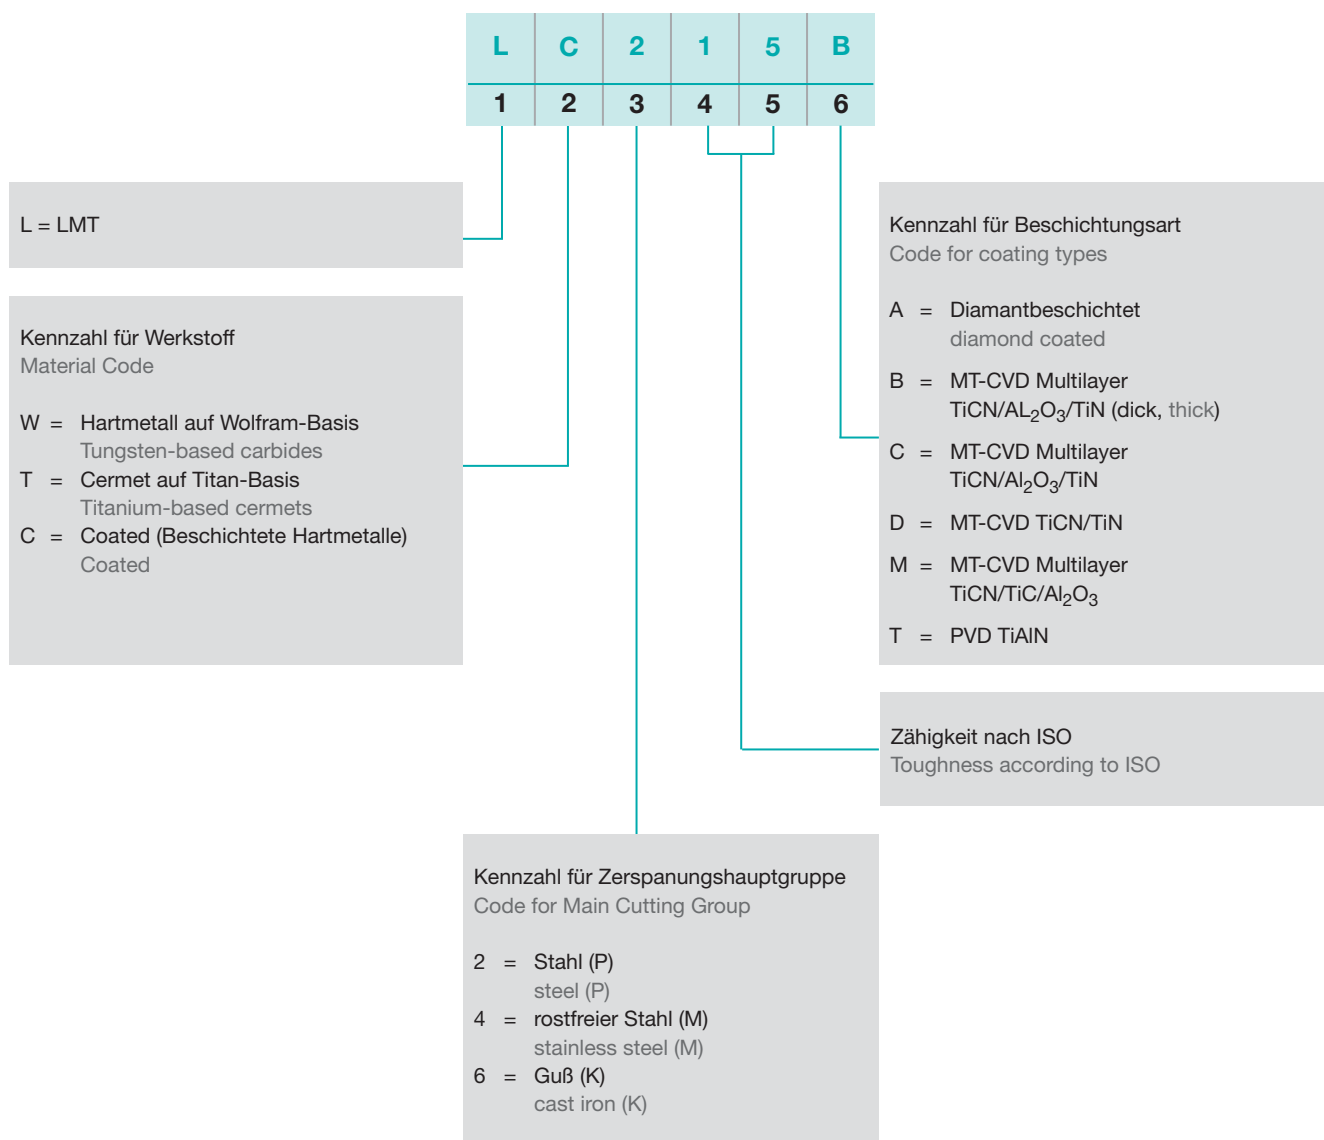 L C 2 1 5 B
1 2 3 4 5 6
L = LMT
Kennzahl für Werkstoff
Material Code
W = Hartmetall auf Wolfram-Basis
Tungsten-based carbides
T = Cermet auf Titan-Basis
Titanium-based cermets
C = Coated (Beschichtete Hartmetalle)
Coated
Kennzahl für Beschichtungsart
Code for coating types
A = Diamantbeschichtet
diamond coated
B = MT-CVD Multilayer
TiCN/AL₂O₃/TiN (dick, thick)
C = MT-CVD Multilayer
TiCN/Al₂O₃/TiN
D = MT-CVD TiCN/TiN
M = MT-CVD Multilayer
TiCN/TiC/Al₂O₃
T = PVD TiAlN
Zähigkeit nach ISO
Toughness according to ISO
Kennzahl für Zerspanungshauptgruppe
Code for Main Cutting Group
2 = Stahl (P)
steel (P)
4 = rostfreier Stahl (M)
stainless steel (M)
6 = Guß (K)
cast iron (K)